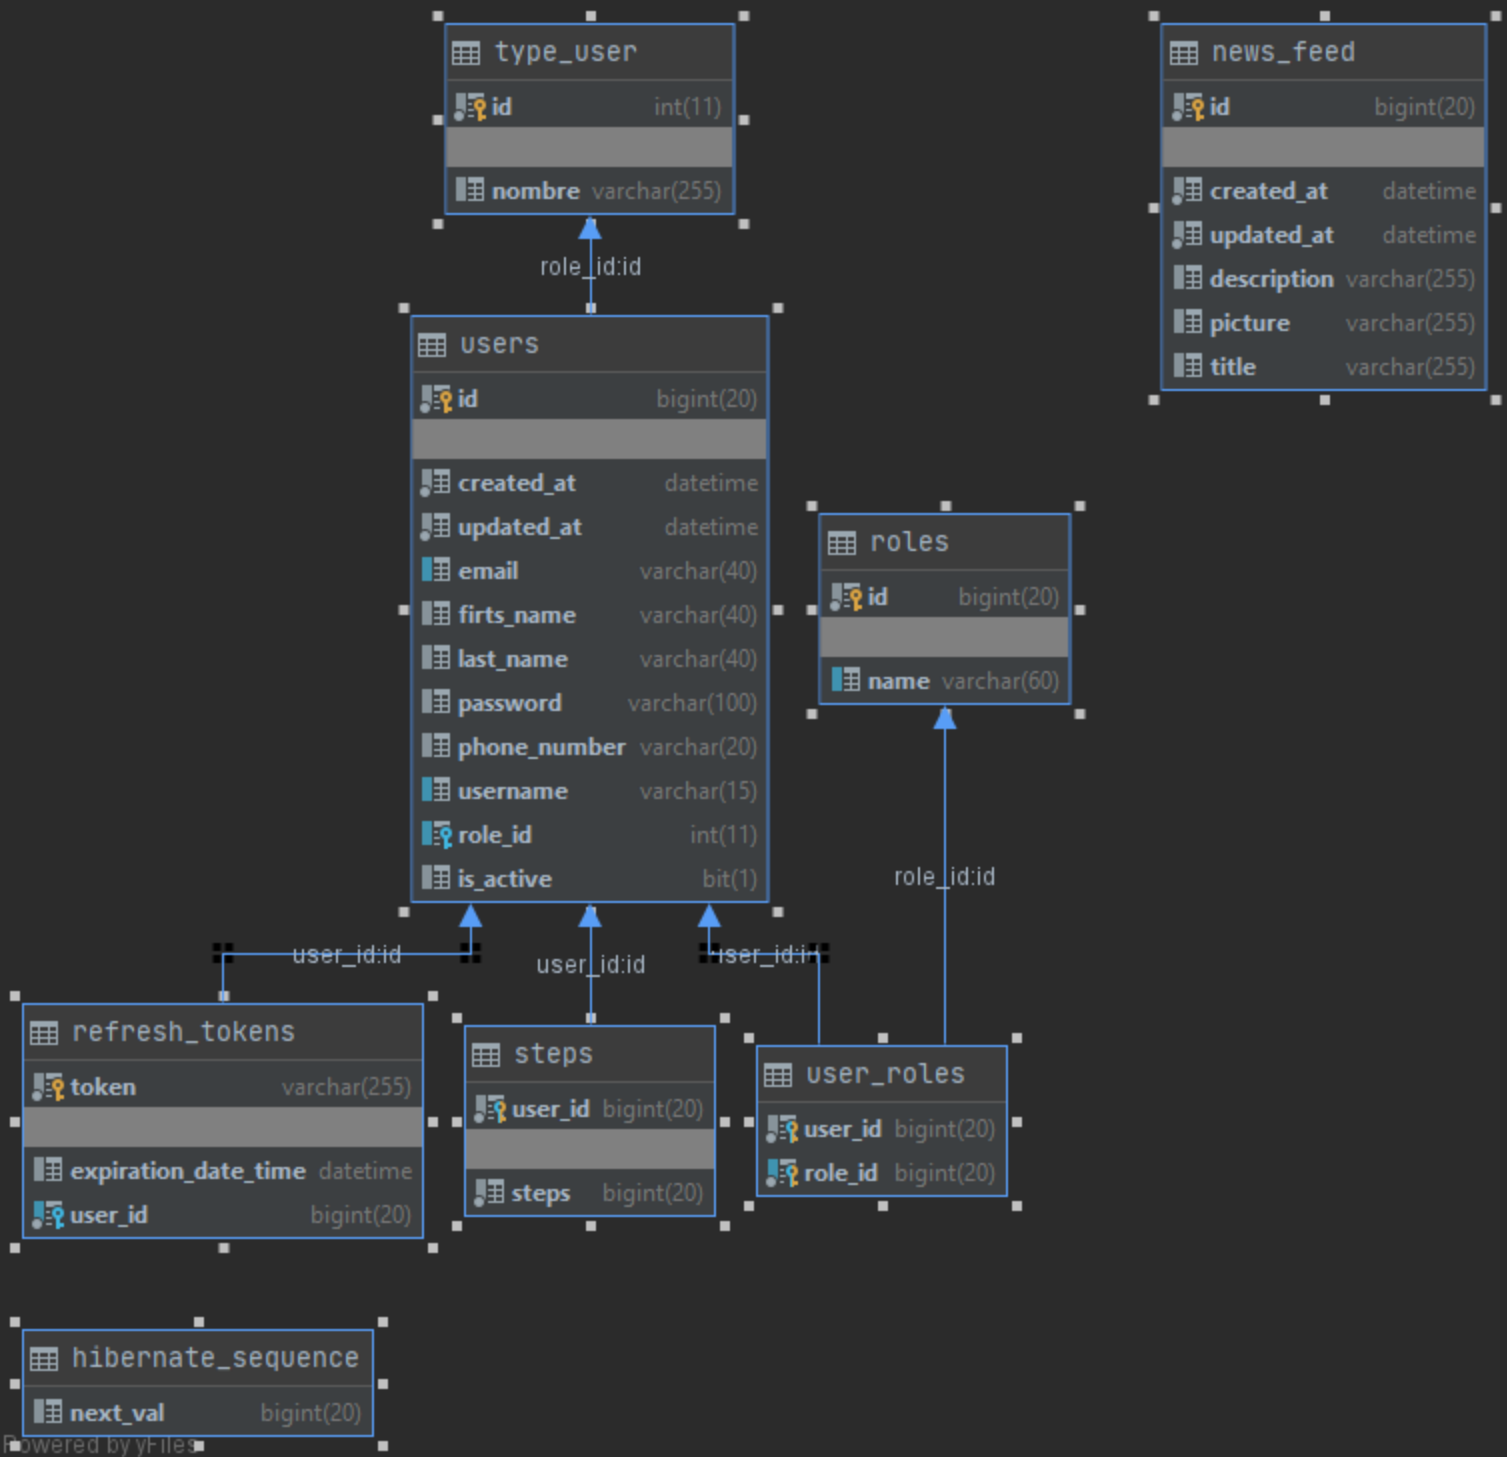 type_user
id int(11)
nombre varchar(255)
role_id:id
news_feed
id bigint(20)
created_at datetime
updated_at datetime
description varchar(255)
picture varchar(255)
title varchar(255)
users
id bigint(20)
created_at datetime
updated_at datetime
email varchar(40)
firts_name varchar(40)
last_name varchar(40)
password varchar(100)
phone_number varchar(20)
username varchar(15)
role_id int(11)
is_active bit(1)
roles
id bigint(20)
name varchar(60)
role_id:id
user_id:id
user_id:id
refresh_tokens
token varchar(255)
expiration_date_time datetime
user_id bigint(20)
steps
user_id bigint(20)
steps bigint(20)
user_roles
user_id bigint(20)
role_id bigint(20)
hibernate_sequence
next_val bigint(20)
Powered by yFiles